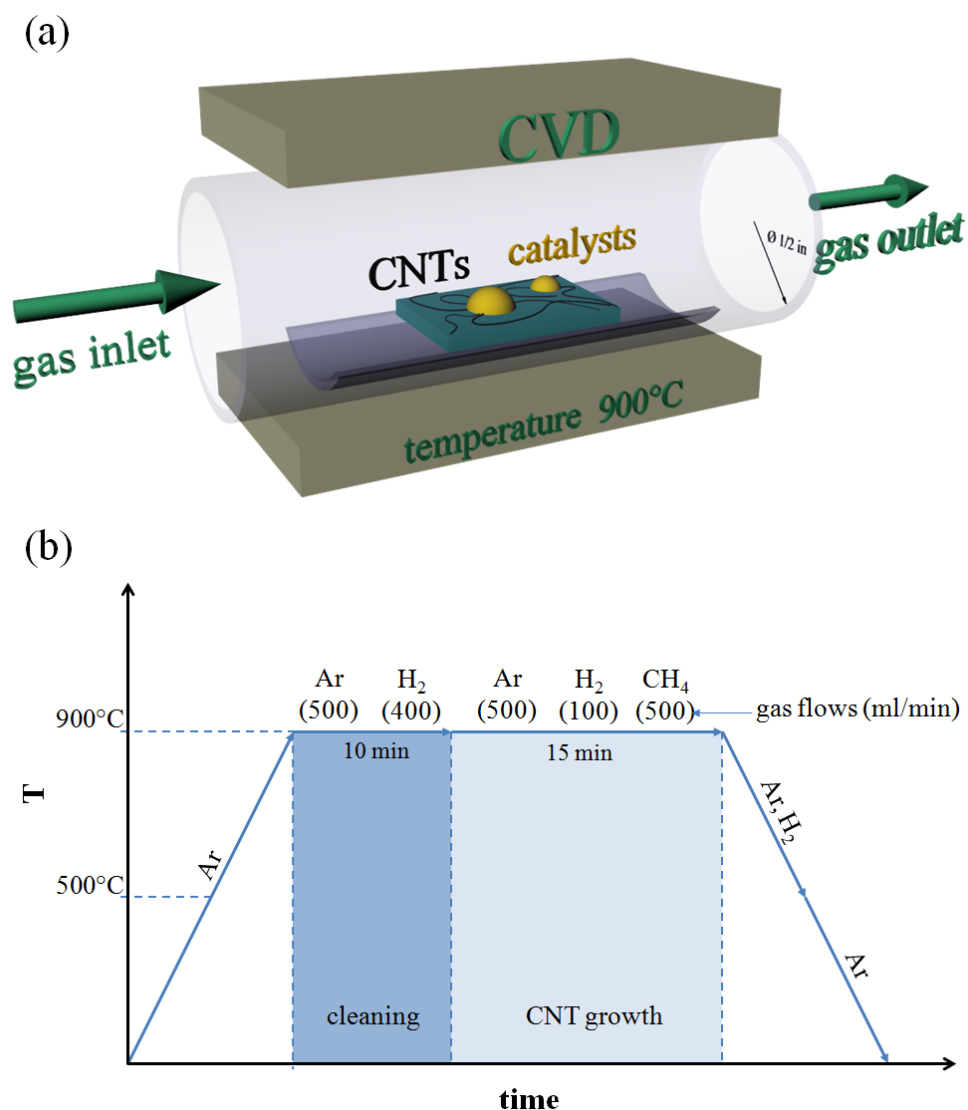 (a)
CVD
Ø 1/2 in
gas outlet
catalysts
CNTs
gas inlet
temperature 900°C
(b)
Ar H₂ Ar H₂ CH₄
(500) (400) (500) (100) (500) gas flows (ml/min)
900°C
10 min 15 min
T
Ar, H₂
Ar
500°C
Ar
cleaning CNT growth
time